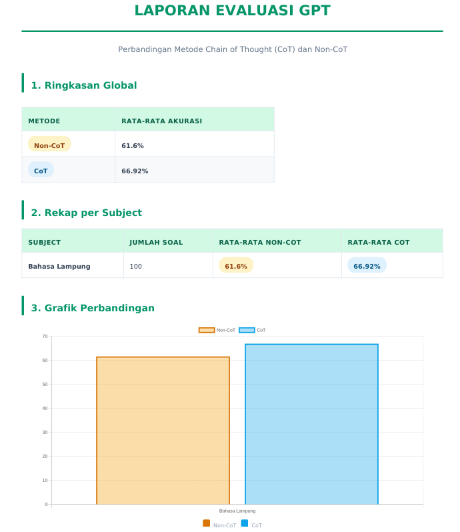 LAPORAN EVALUASI GPT
Perbandingan Metode Chain of Thought (CoT) dan Non-CoT
1. Ringkasan Global
METODE RATA-RATA AKURASI
Non-CoT 61.6%
CoT 66.92%
2. Rekap per Subject
SUBJECT JUMLAH SOAL RATA-RATA NON-COT RATA-RATA COT
Bahasa Lampung 100 61.6% 66.92%
3. Grafik Perbandingan
Non-CoT CoT
70
60
50
40
30
20
10
0
Bahasa Lampung
Non-CoT CoT